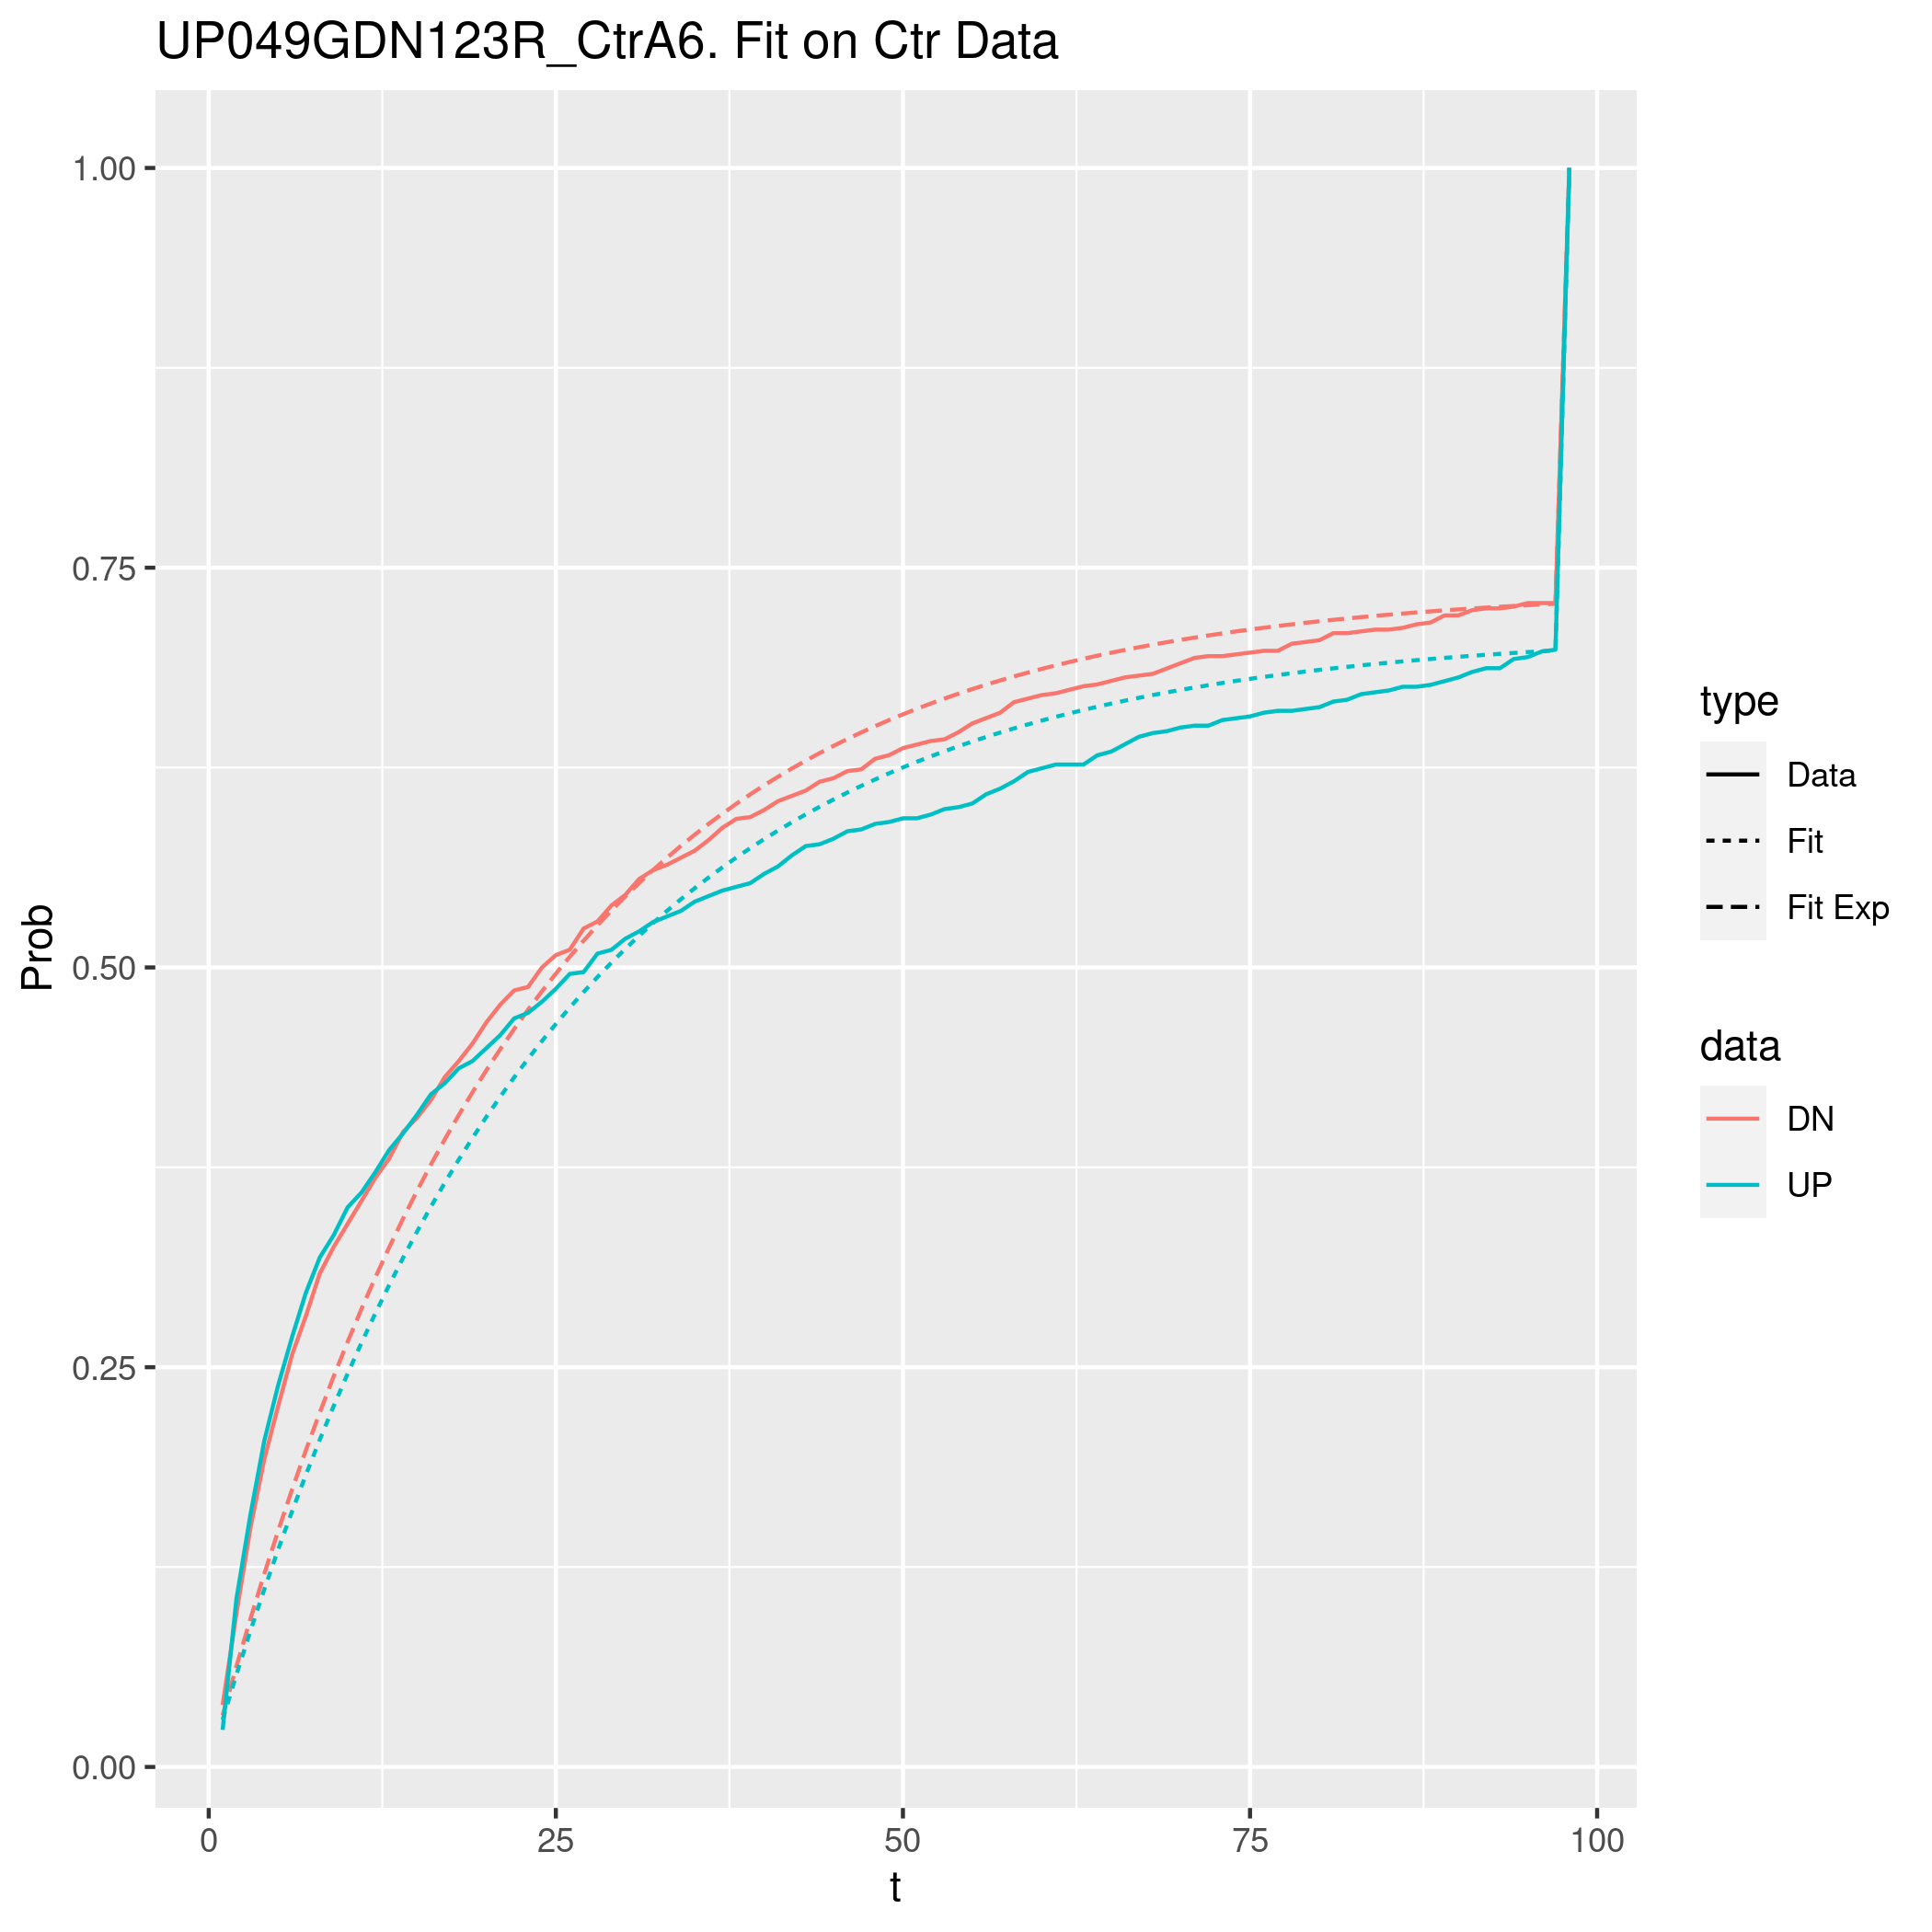 UP049GDN123R_CtrA6. Fit on Ctr Data
1.00
0.75
0.50
0.25
0.00
Prob
0
25
50
75
100
t
type
Data
Fit
Fit Exp
data
DN
UP